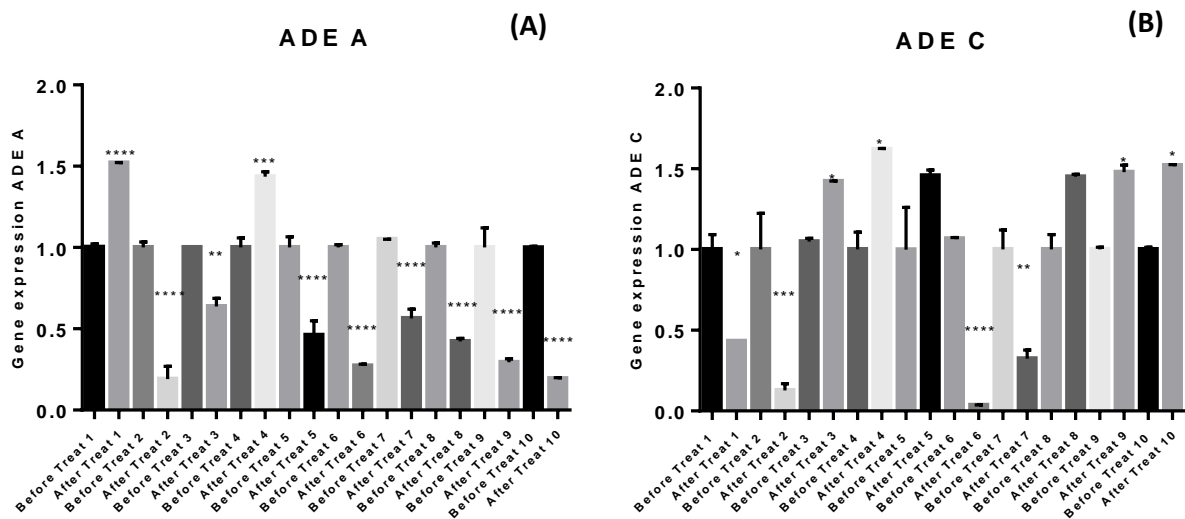 ADE A
(A)
Gene expression ADE A
2.0
1.5
1.0
0.5
0.0
****
****
**
***
****
****
****
****
****
****
Before Treat 1
After Treat 1
Before Treat 2
After Treat 2
Before Treat 3
After Treat 3
Before Treat 4
After Treat 4
Before Treat 5
After Treat 5
Before Treat 6
After Treat 6
Before Treat 7
After Treat 7
Before Treat 8
After Treat 8
Before Treat 9
After Treat 9
Before Treat 10
After Treat 10
ADE C
(B)
Gene expression ADE C
2.0
1.5
1.0
0.5
0.0
*
***
*
*
****
**
*
*
Before Treat 1
After Treat 1
Before Treat 2
After Treat 2
Before Treat 3
After Treat 3
Before Treat 4
After Treat 4
Before Treat 5
After Treat 5
Before Treat 6
After Treat 6
Before Treat 7
After Treat 7
Before Treat 8
After Treat 8
Before Treat 9
After Treat 9
Before Treat 10
After Treat 10